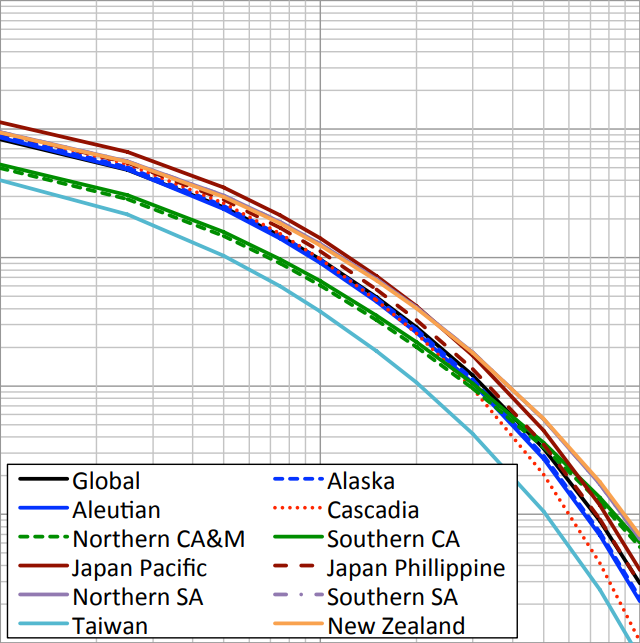 Global Alaska
Aleutian Cascadia
Northern CA&M Southern CA
Japan Pacific Japan Phillippine
Northern SA Southern SA
Taiwan New Zealand